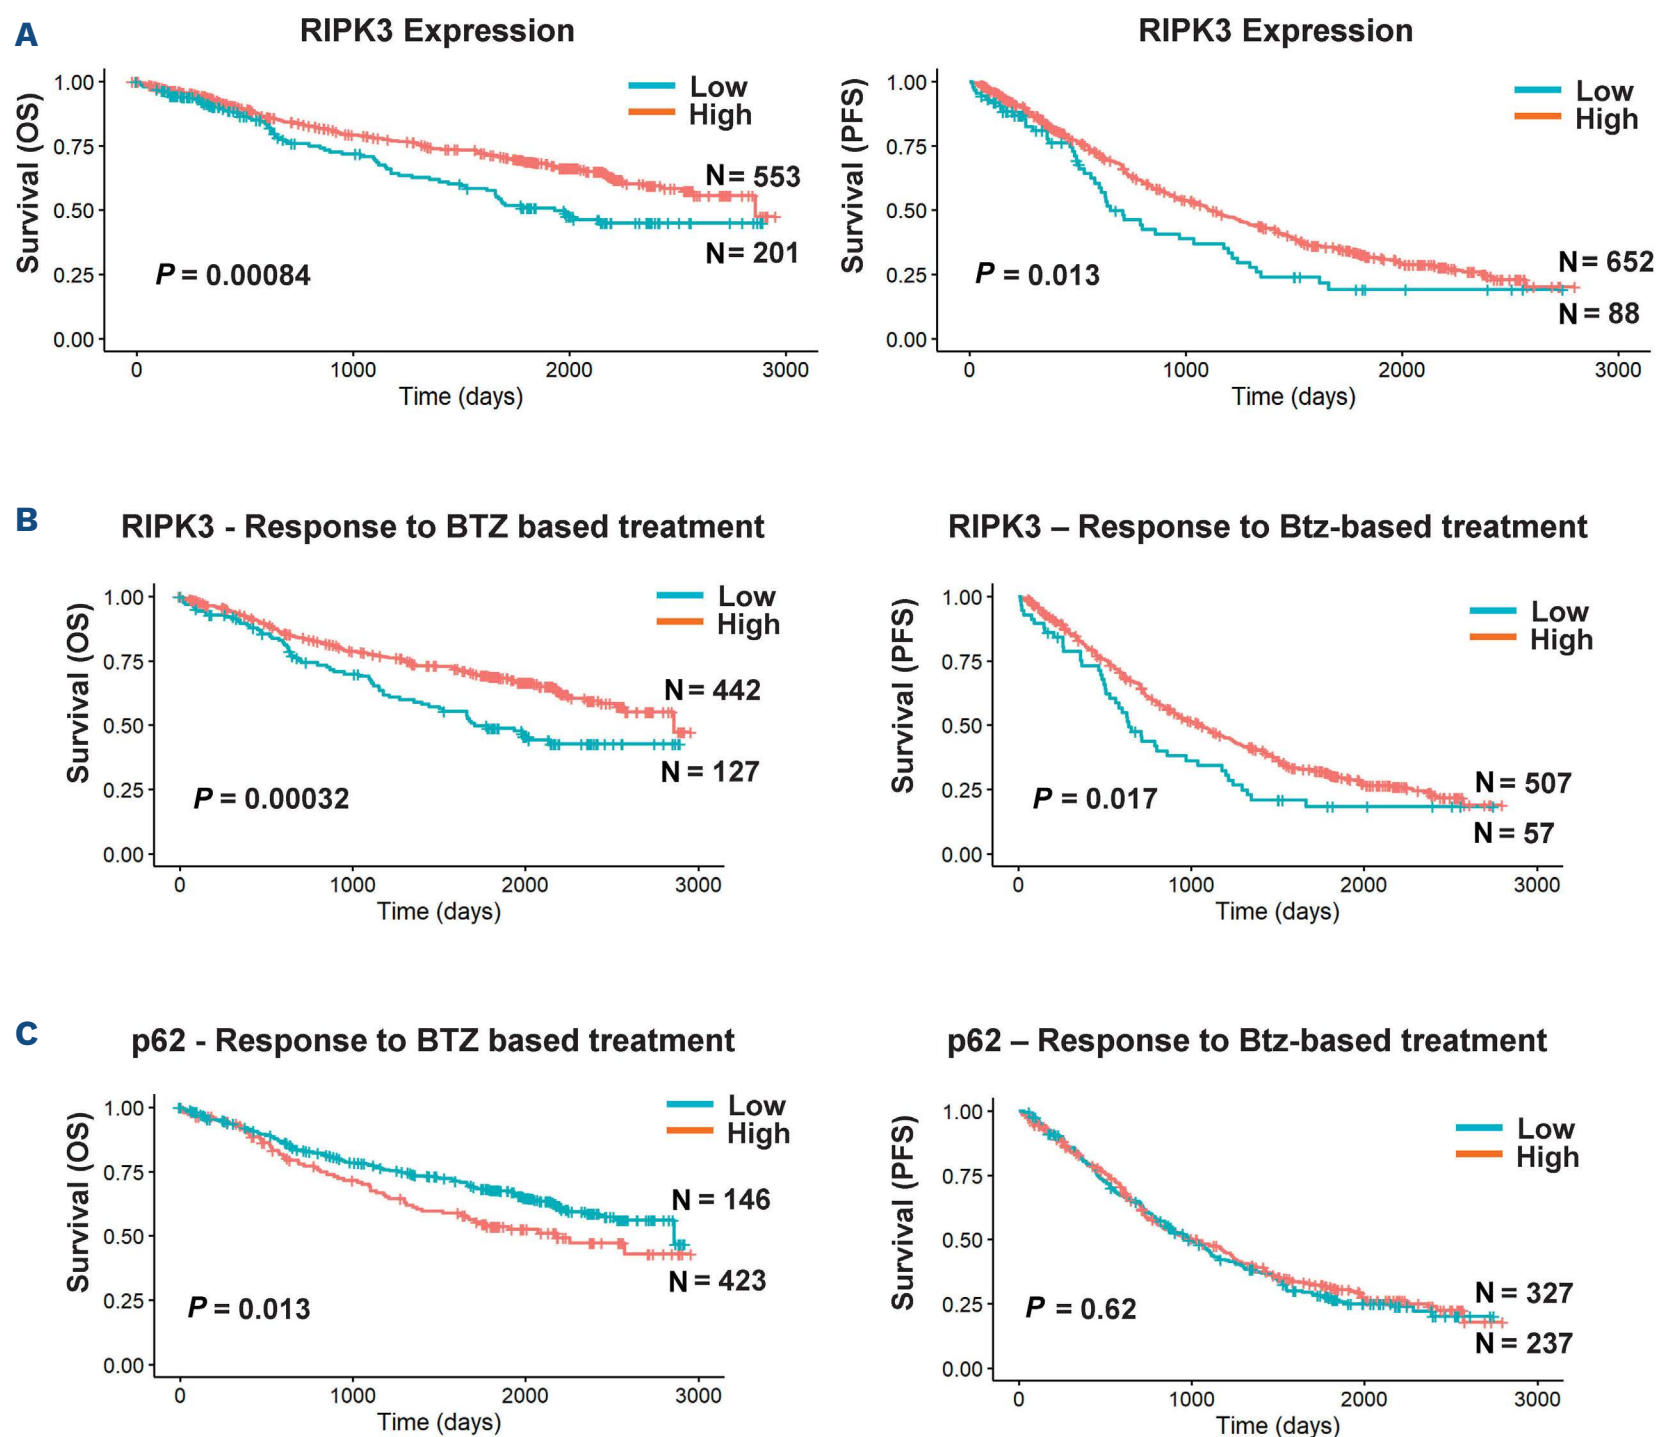 A
RIPK3 Expression
Survival (OS)
1.00
0.75
0.50
0.25
0.00
Low
High
N= 553
N= 201
P = 0.00084
0 1000 2000 3000
Time (days)
RIPK3 Expression
Survival (PFS)
1.00
0.75
0.50
0.25
0.00
Low
High
N= 652
N = 88
P = 0.013
0 1000 2000 3000
Time (days)
B
RIPK3 - Response to BTZ based treatment
Survival (OS)
1.00
0.75
0.50
0.25
0.00
Low
High
N= 442
N = 127
P = 0.00032
0 1000 2000 3000
Time (days)
RIPK3 – Response to Btz-based treatment
Survival (PFS)
1.00
0.75
0.50
0.25
0.00
Low
High
N= 507
N = 57
P = 0.017
0 1000 2000 3000
Time (days)
C
p62 - Response to BTZ based treatment
Survival (OS)
1.00
0.75
0.50
0.25
0.00
Low
High
N = 146
N= 423
P = 0.013
0 1000 2000 3000
Time (days)
p62 – Response to Btz-based treatment
Survival (PFS)
1.00
0.75
0.50
0.25
0.00
Low
High
N= 327
N= 237
P = 0.62
0 1000 2000 3000
Time (days)